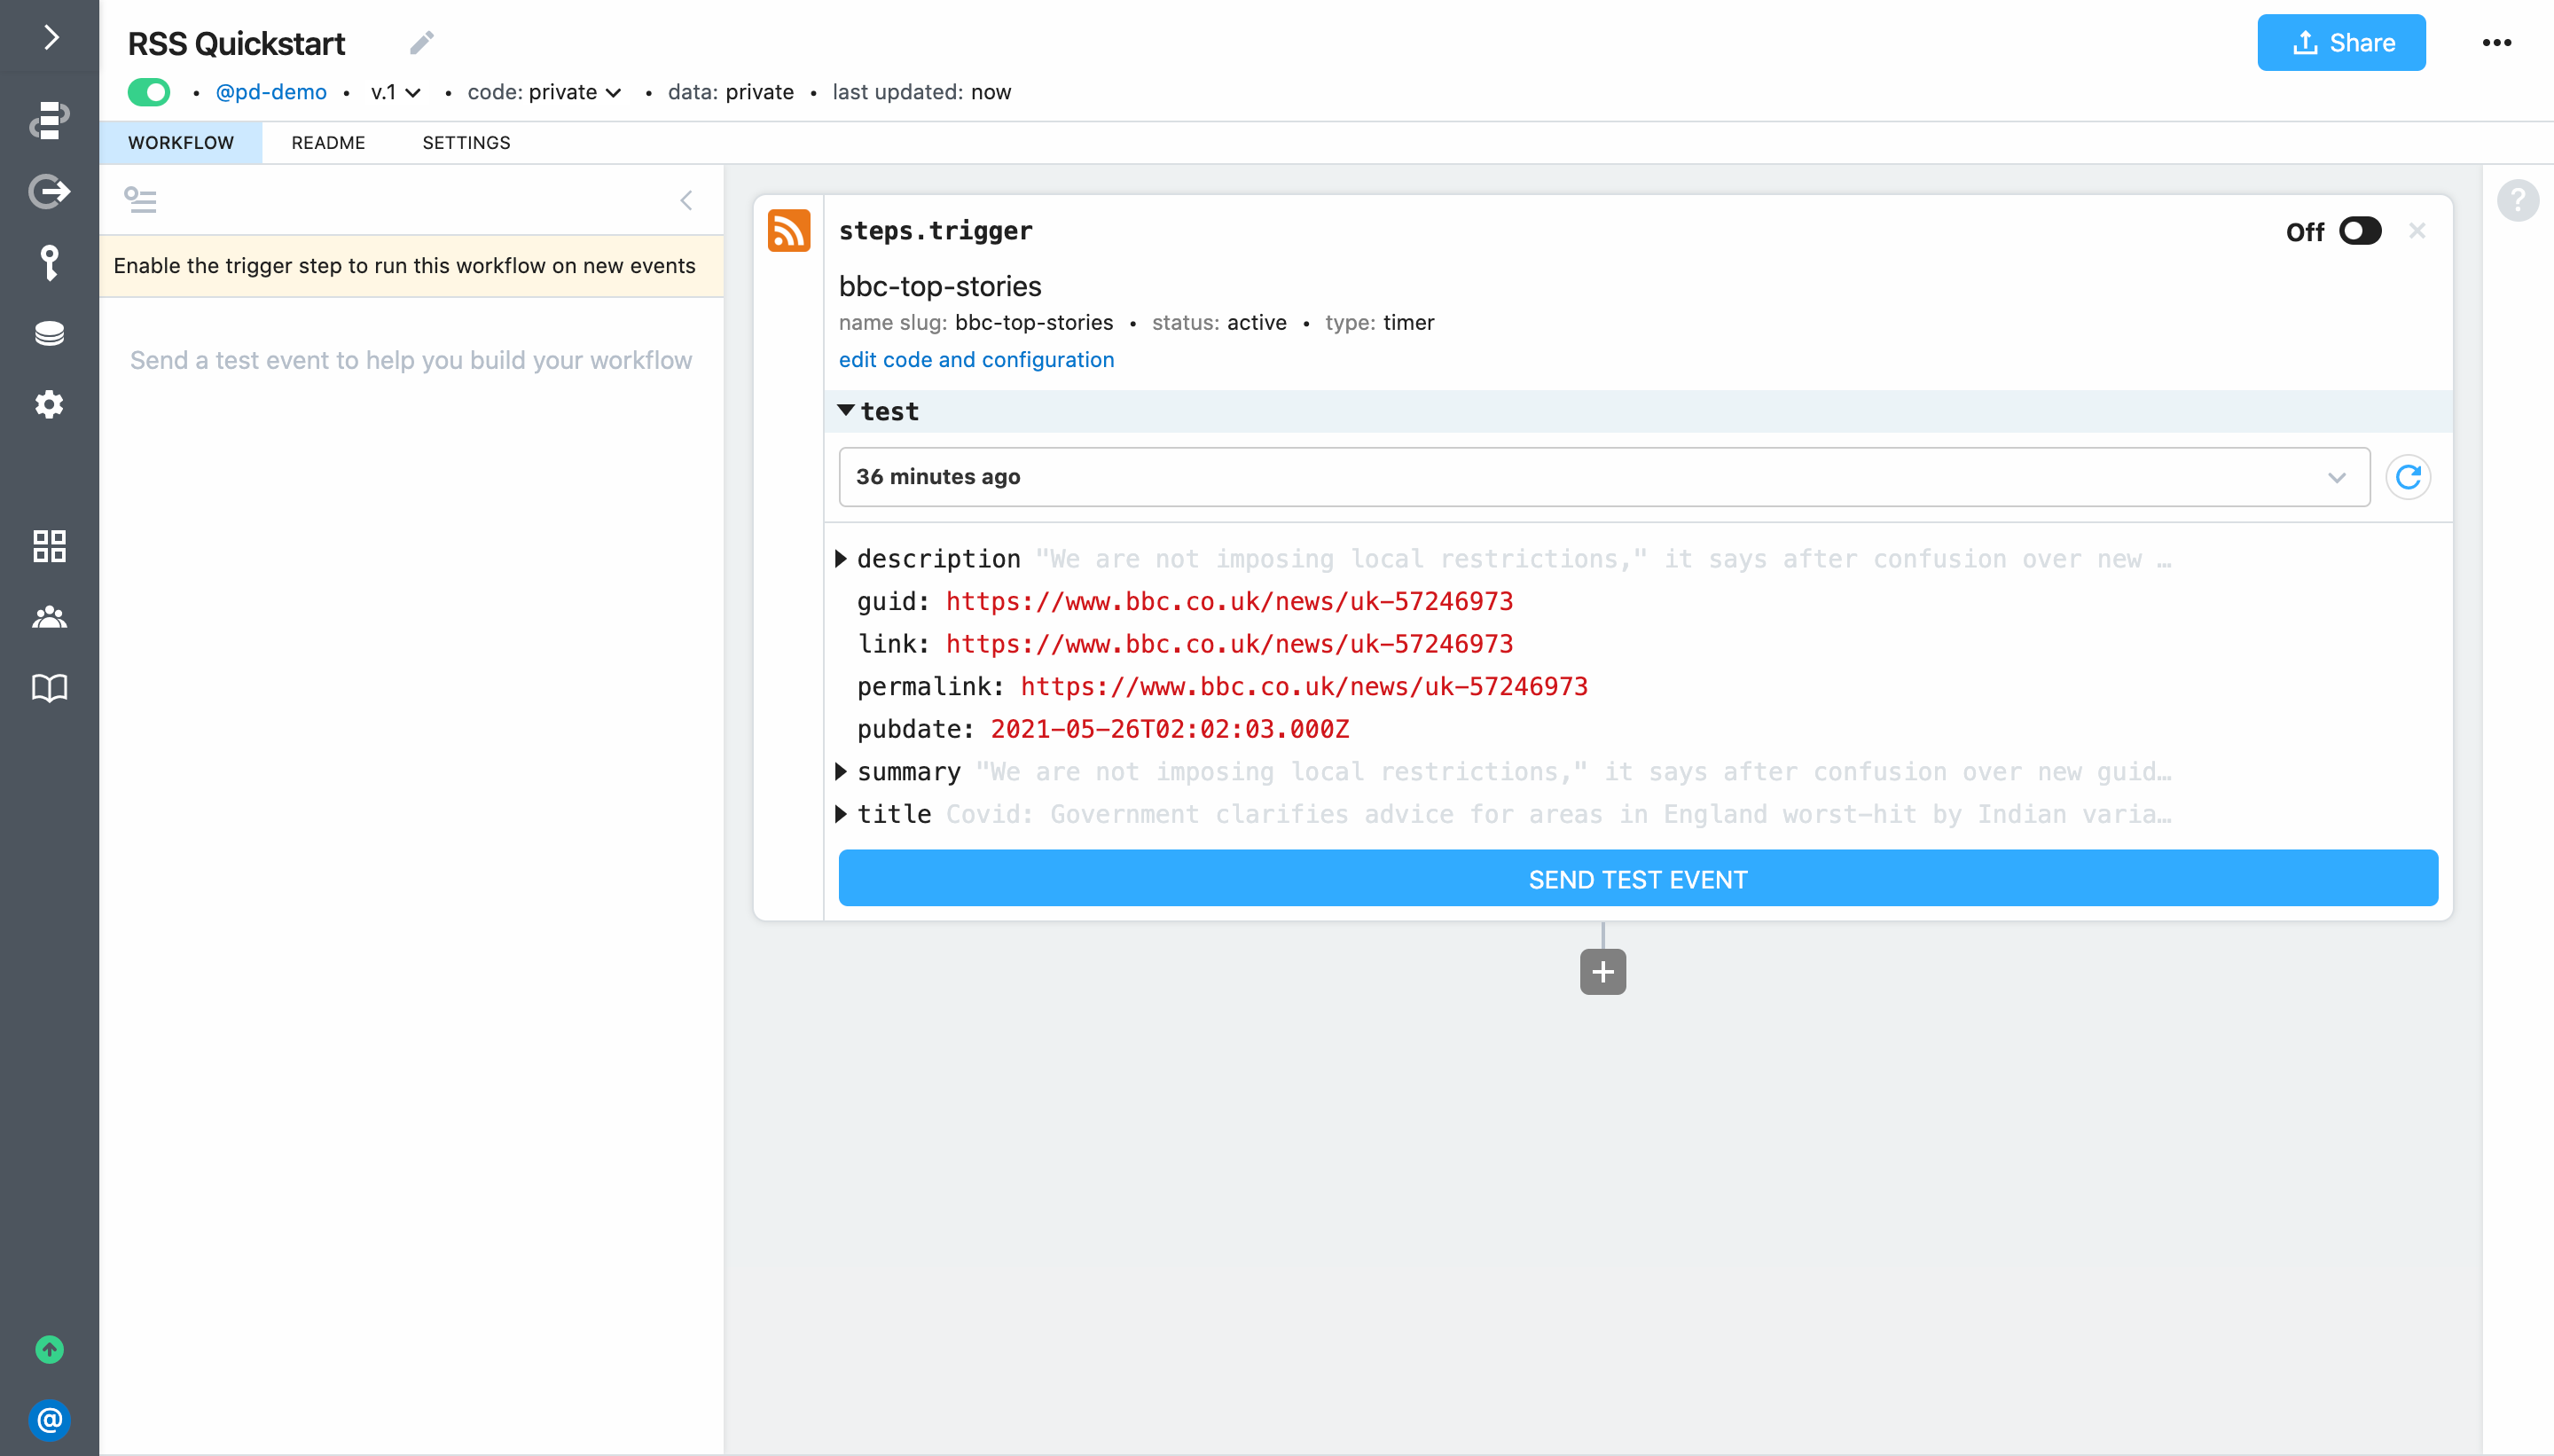 RSS Quickstart
Share
• @pd-demo • v.1 • code: private • data: private • last updated: now
WORKFLOW README SETTINGS
Enable the trigger step to run this workflow on new events
Send a test event to help you build your workflow
steps.trigger
Off
bbc-top-stories
name slug: bbc-top-stories • status: active • type: timer
edit code and configuration
test
36 minutes ago
description "We are not imposing local restrictions," it says after confusion over new …
guid: https://www.bbc.co.uk/news/uk-57246973
link: https://www.bbc.co.uk/news/uk-57246973
permalink: https://www.bbc.co.uk/news/uk-57246973
pubdate: 2021-05-26T02:02:03.000Z
summary "We are not imposing local restrictions," it says after confusion over new guid…
title Covid: Government clarifies advice for areas in England worst-hit by Indian varia…
SEND TEST EVENT